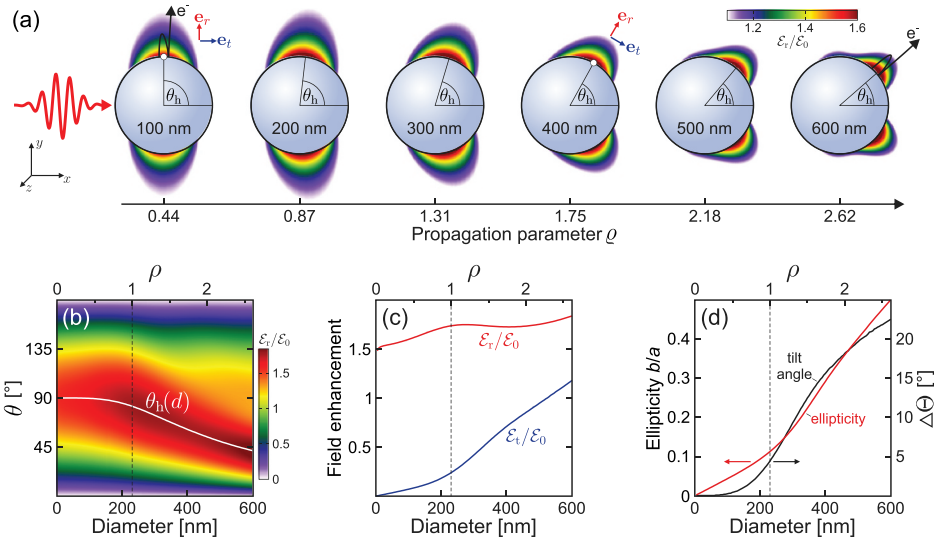 (a)
e⁻
e_r
e_t
e_r
e_t
1.2 1.4 1.6
ℰ_r/ℰ_0
e⁻
θ_h θ_h θ_h θ_h θ_h θ_h
100 nm 200 nm 300 nm 400 nm 500 nm 600 nm
y
z x
0.44 0.87 1.31 1.75 2.18 2.62
Propagation parameter ϱ
ρ
0 1 2
(b)
θ [°]
135
90
45
θ_h(d)
0 200 400 600
Diameter [nm]
ℰ_r/ℰ_0
1.5
1
0.5
0
ρ
0 1 2
(c)
Field enhancement
1.5
1
0.5
0
ℰ_r/ℰ_0
ℰ_t/ℰ_0
0 200 400 600
Diameter [nm]
ρ
0 1 2
(d)
Ellipticity b/a
0.4
0.3
0.2
0.1
0
tilt
angle
ellipticity
20
15
10
5
0
ΔΘ [°]
0 200 400 600
Diameter [nm]